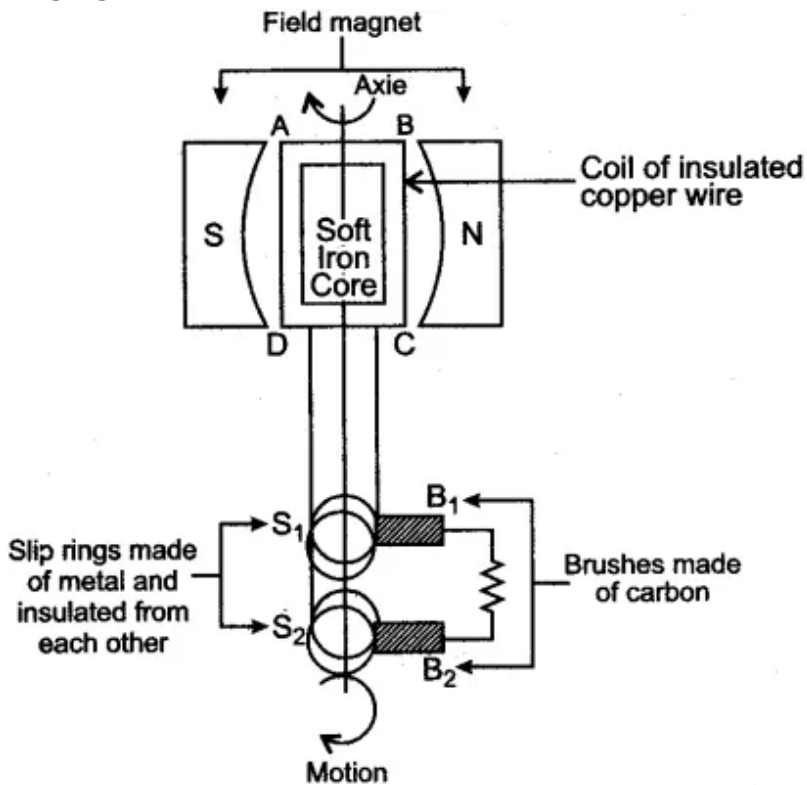 Field magnet
Axie
A
B
Coil of insulated
copper wire
S
Soft
Iron
Core
N
D
C
B1
S1
Slip rings made
of metal and
insulated from
each other
Brushes made
of carbon
S2
B2
Motion